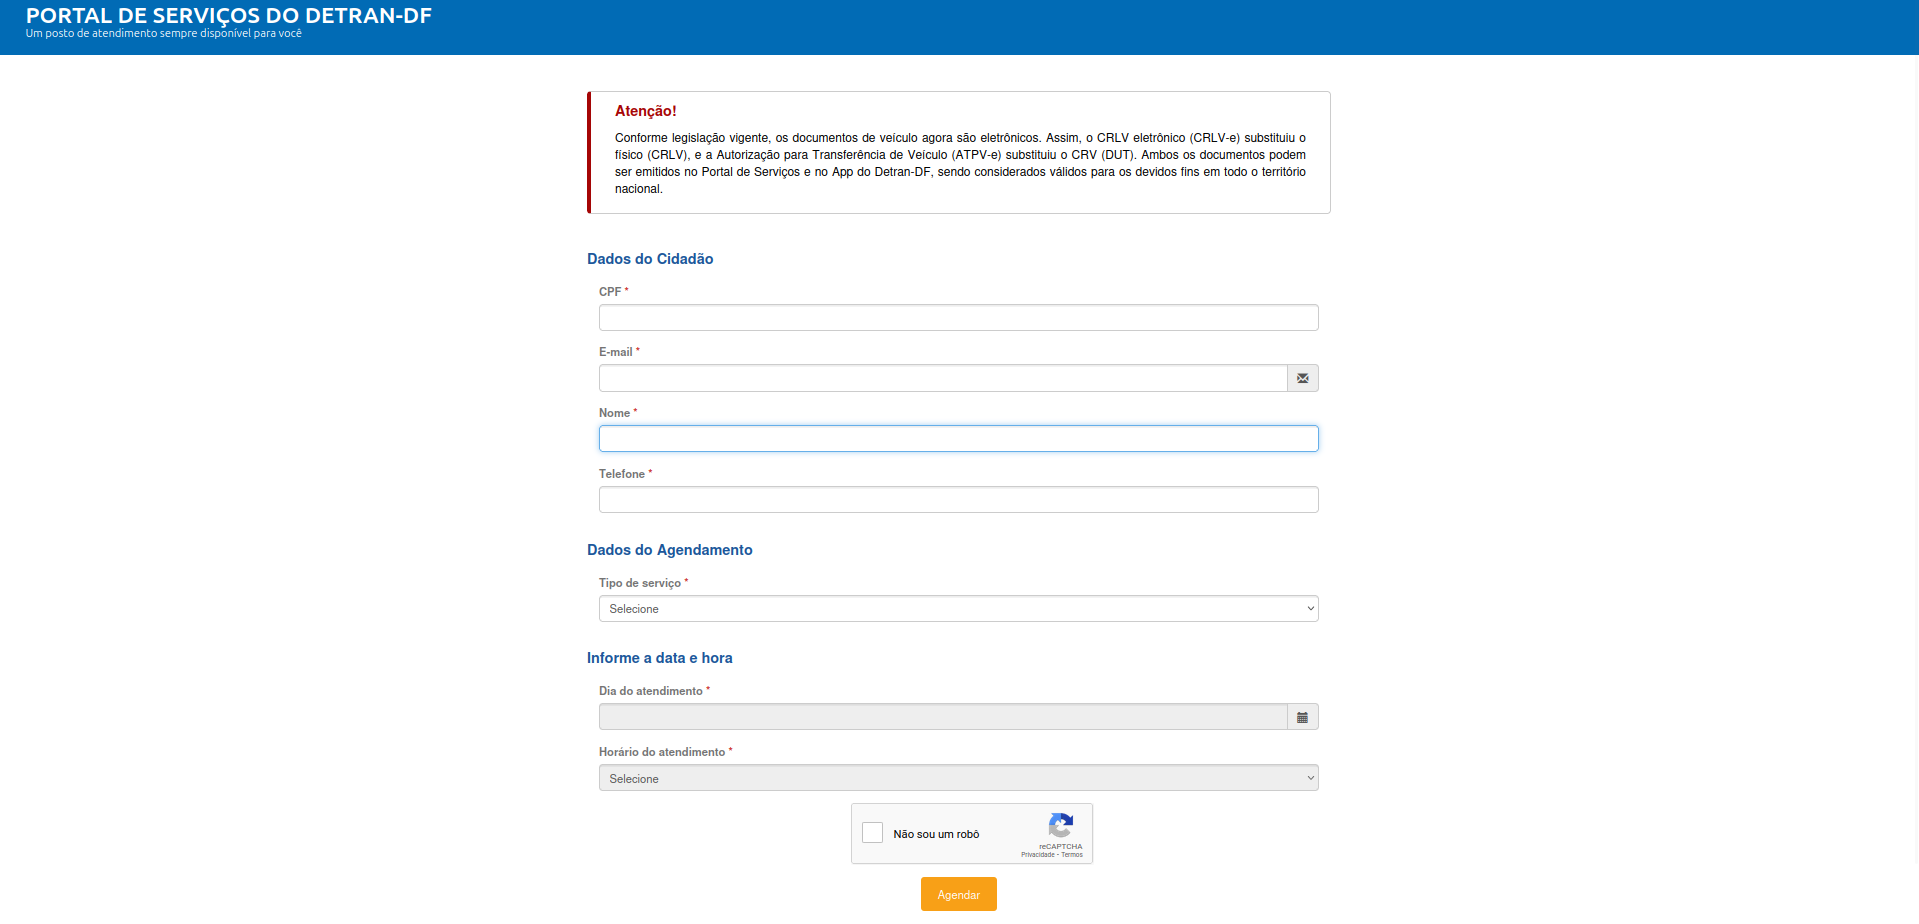 PORTAL DE SERVIÇOS DO DETRAN-DF
Um posto de atendimento sempre disponível para você
Atenção!
Conforme legislação vigente, os documentos de veículo agora são eletrônicos. Assim, o CRLV eletrônico (CRLV-e) substituiu o
físico (CRLV), e a Autorização para Transferência de Veículo (ATPV-e) substituiu o CRV (DUT). Ambos os documentos podem
ser emitidos no Portal de Serviços e no App do Detran-DF, sendo considerados válidos para os devidos fins em todo o território
nacional.
Dados do Cidadão
CPF *
E-mail *
Nome *
Telefone *
Dados do Agendamento
Tipo de serviço *
Selecione
Informe a data e hora
Dia do atendimento *
Horário do atendimento *
Selecione
Não sou um robô
reCAPTCHA
Privacidade - Termos
Agendar